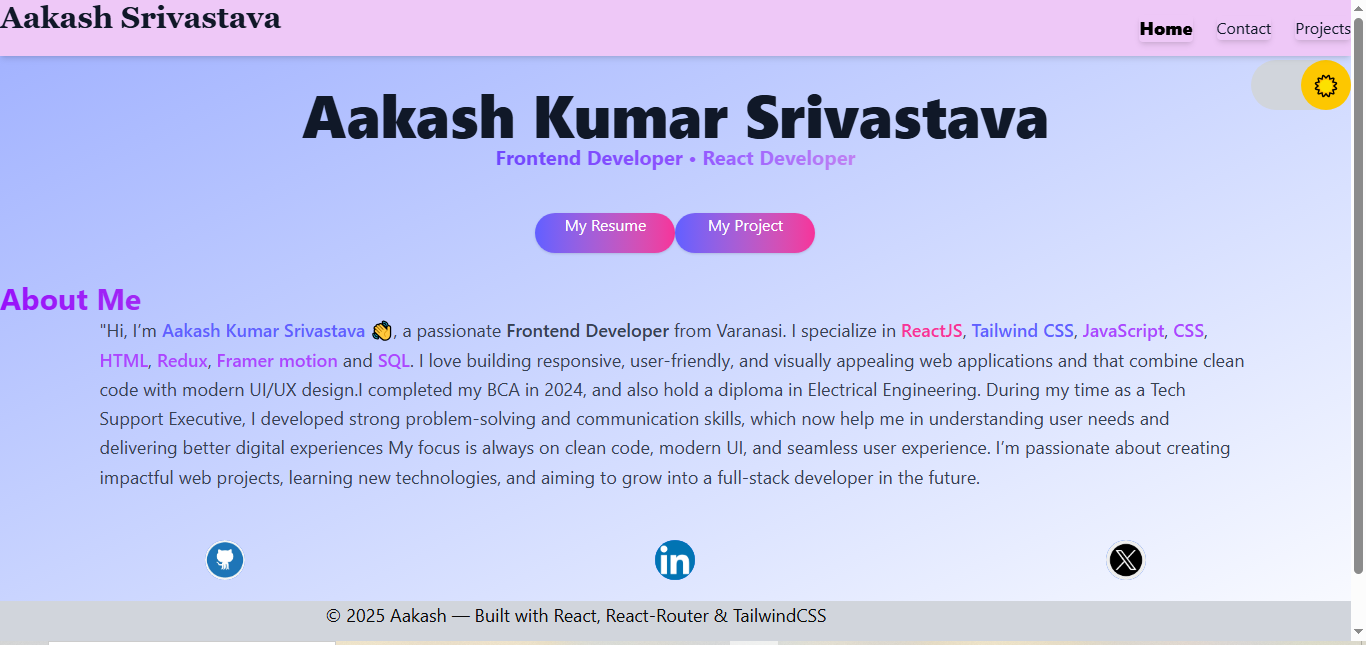 Aakash Srivastava
Home Contact Projects
Aakash Kumar Srivastava
Frontend Developer • React Developer
My Resume My Project
About Me
"Hi, I’m Aakash Kumar Srivastava 👋, a passionate Frontend Developer from Varanasi. I specialize in ReactJS, Tailwind CSS, JavaScript, CSS,
HTML, Redux, Framer motion and SQL. I love building responsive, user-friendly, and visually appealing web applications and that combine clean
code with modern UI/UX design.I completed my BCA in 2024, and also hold a diploma in Electrical Engineering. During my time as a Tech
Support Executive, I developed strong problem-solving and communication skills, which now help me in understanding user needs and
delivering better digital experiences My focus is always on clean code, modern UI, and seamless user experience. I’m passionate about creating
impactful web projects, learning new technologies, and aiming to grow into a full-stack developer in the future.
in
© 2025 Aakash — Built with React, React-Router & TailwindCSS